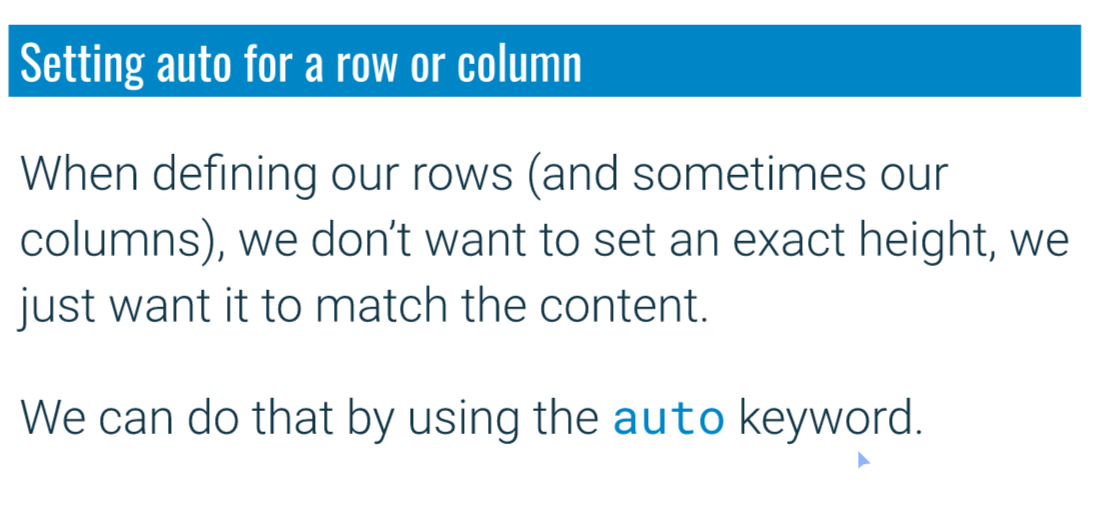 Setting auto for a row or column
When defining our rows (and sometimes our
columns), we don’t want to set an exact height, we
just want it to match the content.
We can do that by using the auto keyword.